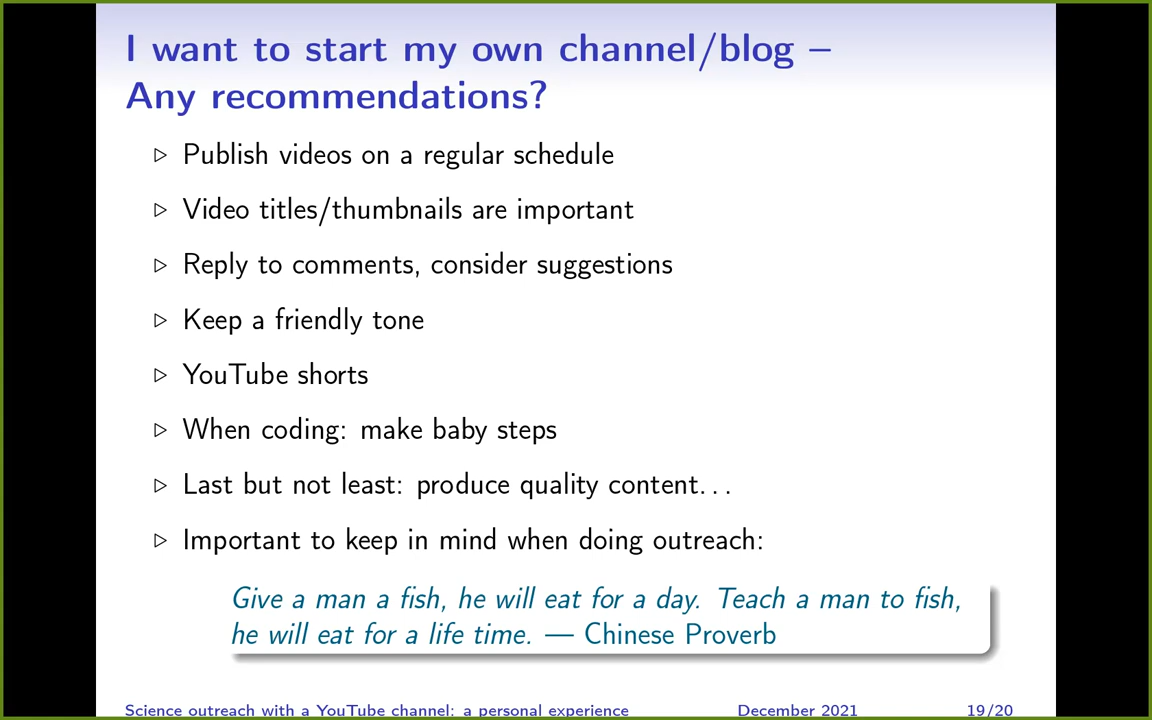 I want to start my own channel/blog –
Any recommendations?
▷ Publish videos on a regular schedule
▷ Video titles/thumbnails are important
▷ Reply to comments, consider suggestions
▷ Keep a friendly tone
▷ YouTube shorts
▷ When coding: make baby steps
▷ Last but not least: produce quality content...
▷ Important to keep in mind when doing outreach:
Give a man a fish, he will eat for a day. Teach a man to fish,
he will eat for a life time. — Chinese Proverb
Science outreach with a YouTube channel: a personal experience December 2021 19/20